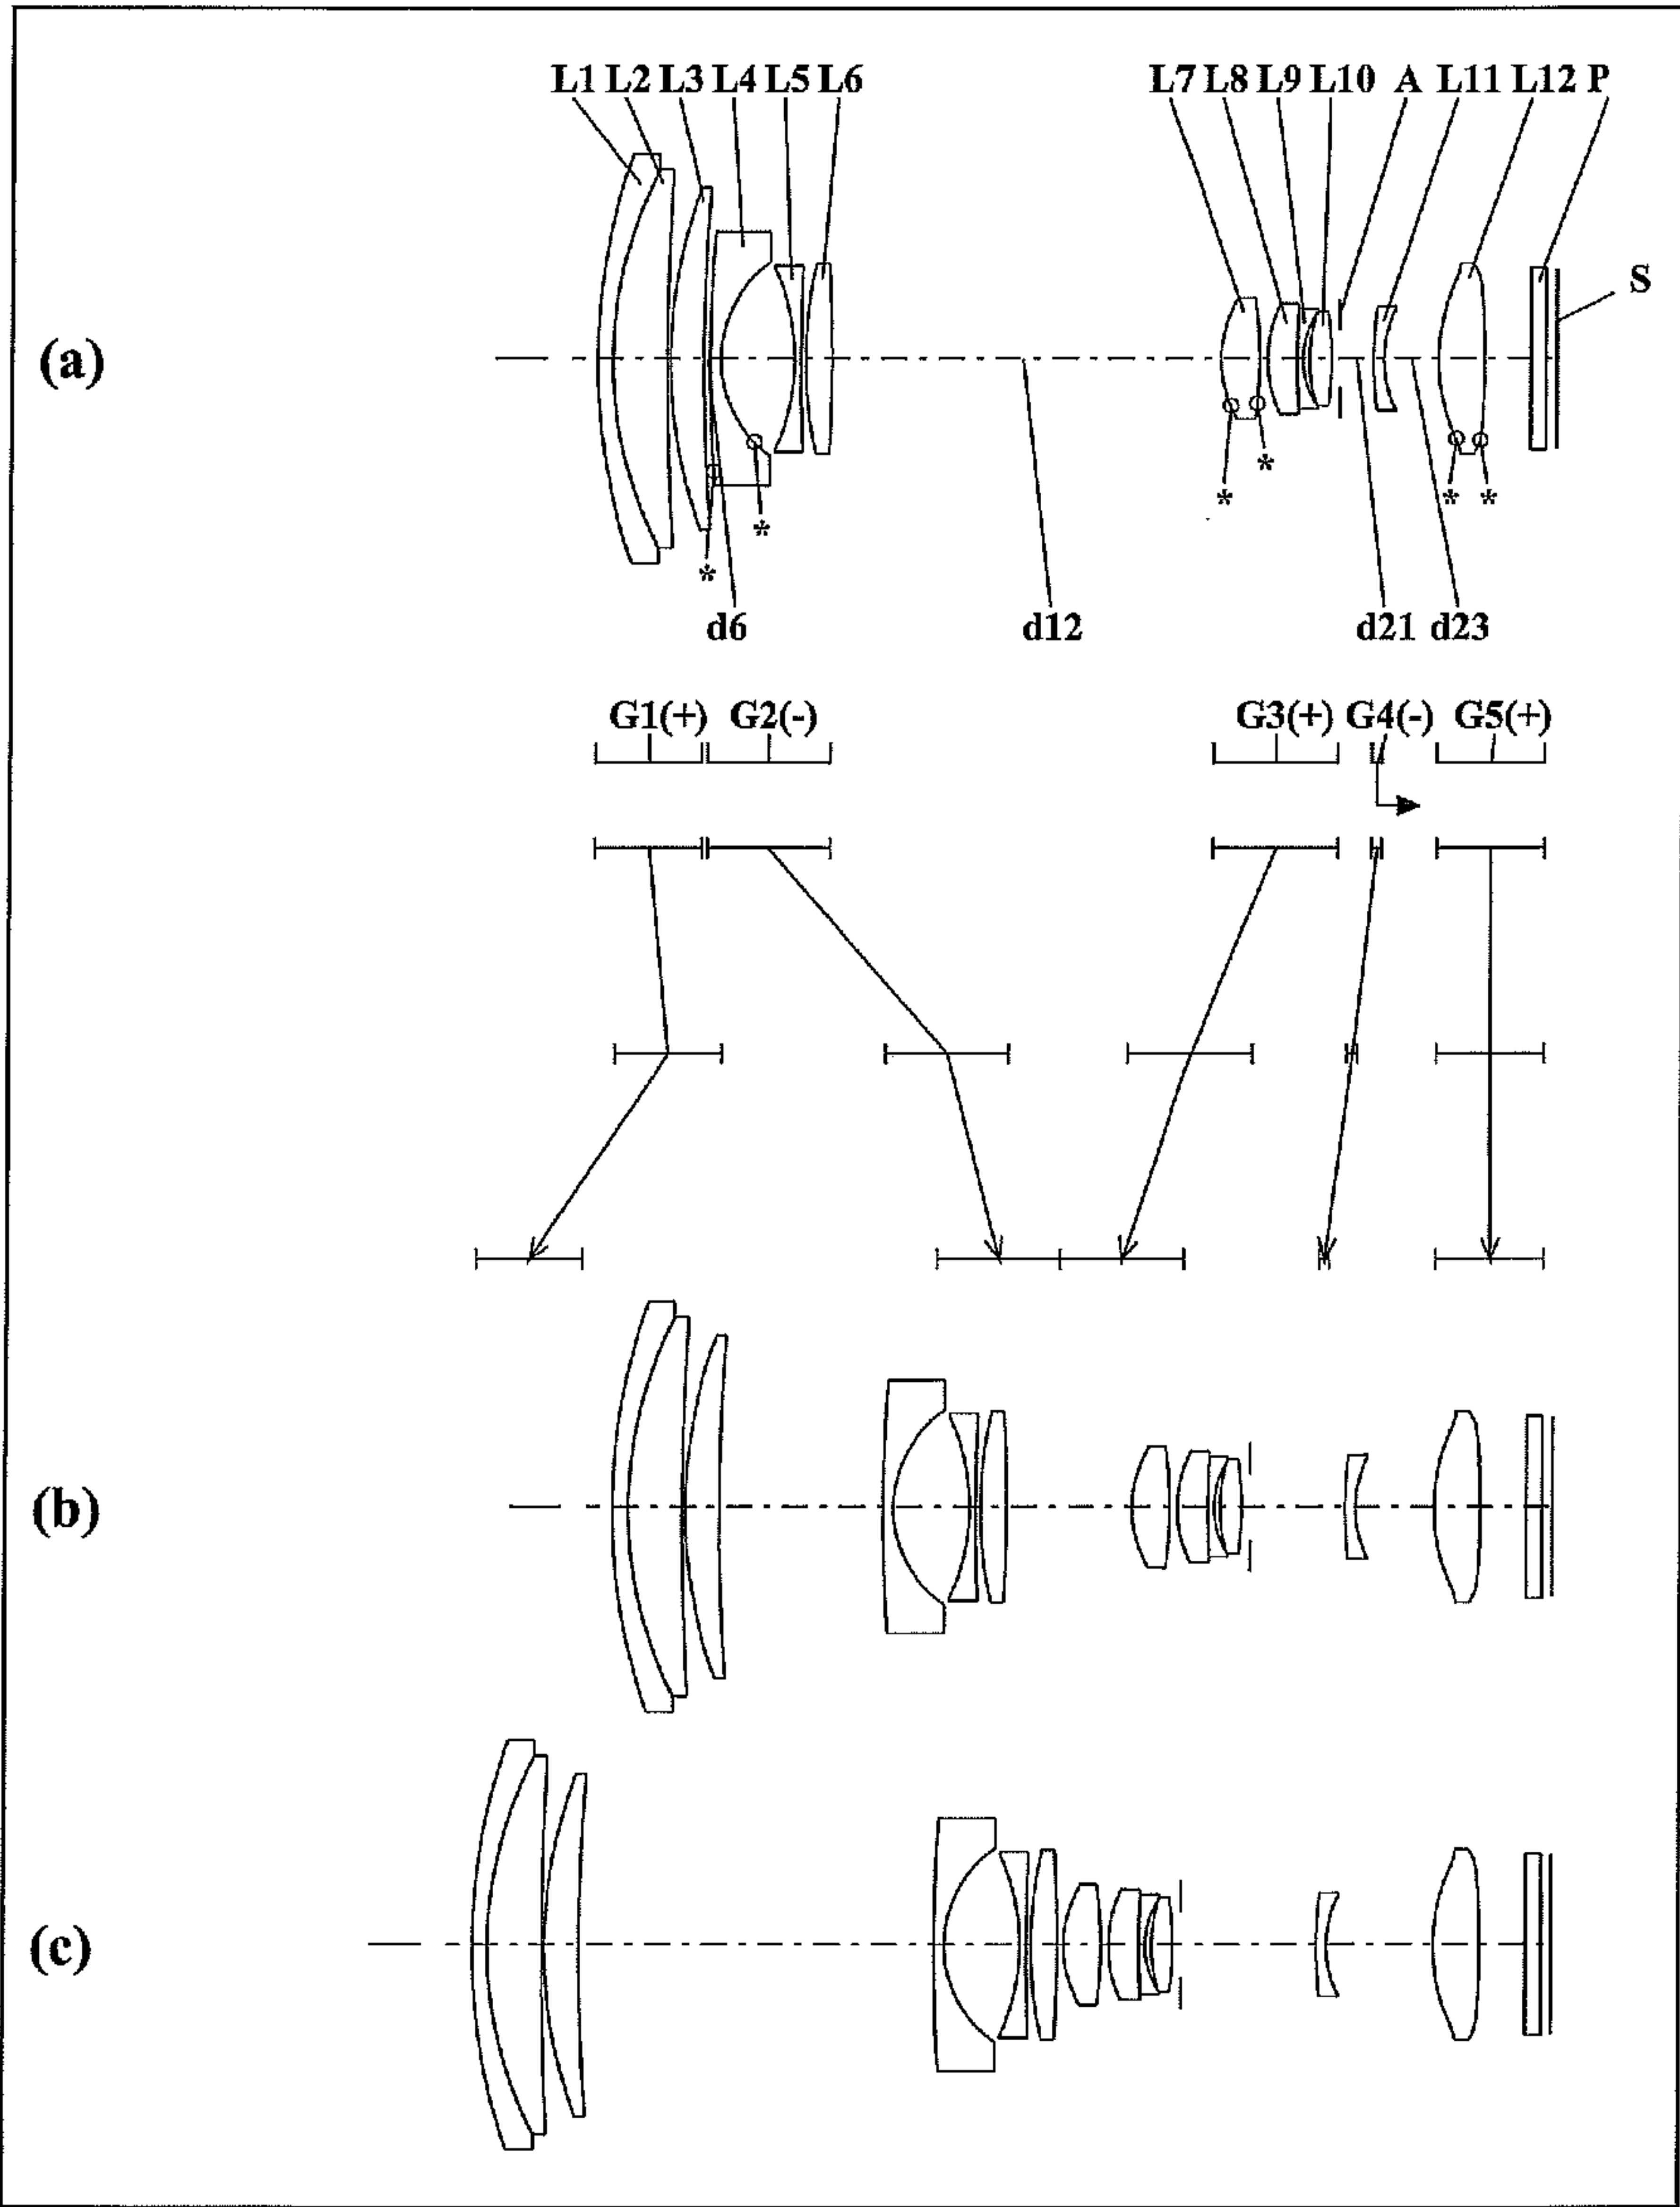 L1 L2 L3 L4 L5 L6 L7 L8 L9 L10 A L11 L12 P
S
(a)
* * * * * *
d6 d12 d21 d23
G1(+) G2(-) G3(+) G4(-) G5(+)
(b)
(c)